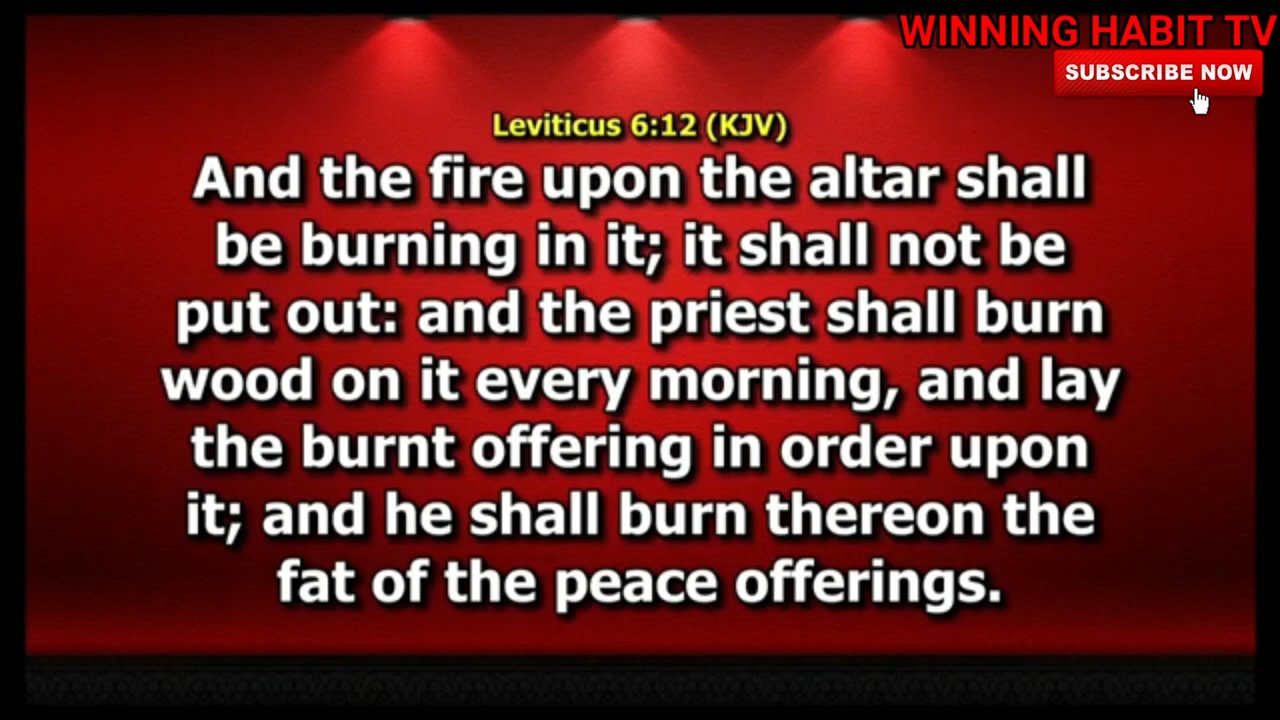 WINNING HABIT TV
SUBSCRIBE NOW
Leviticus 6:12 (KJV)
And the fire upon the altar shall
be burning in it; it shall not be
put out: and the priest shall burn
wood on it every morning, and lay
the burnt offering in order upon
it; and he shall burn thereon the
fat of the peace offerings.